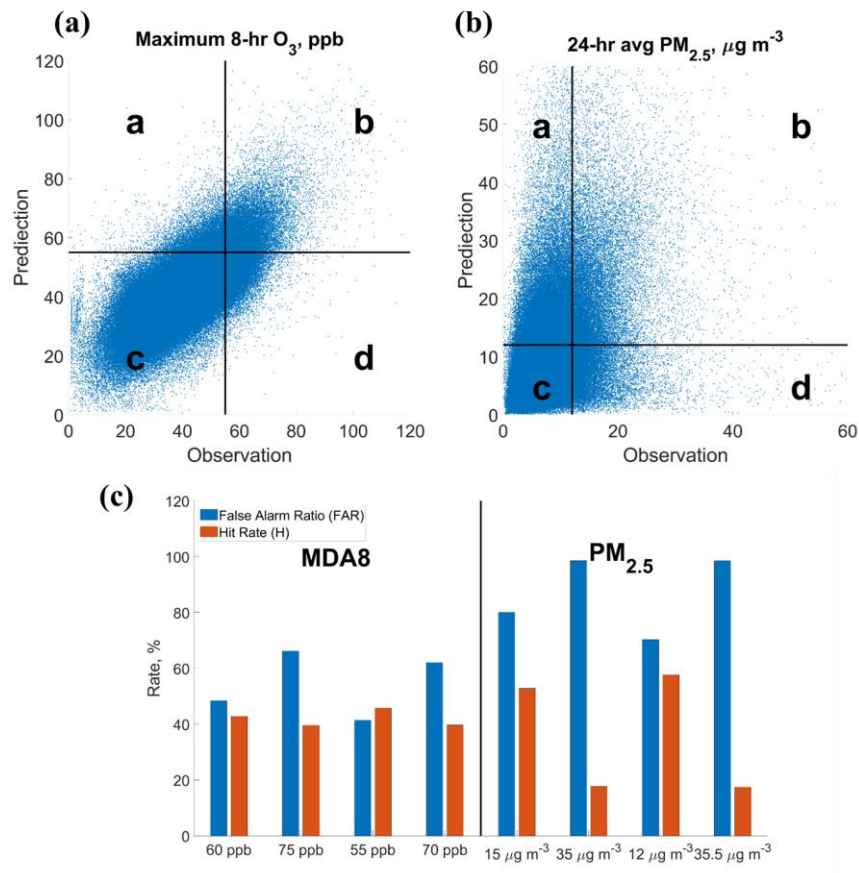 (a)
Maximum 8-hr O3, ppb
120
100
80
60
40
20
0
Prediection
a
b
c
d
0 20 40 60 80 100 120
Observation
(b)
24-hr avg PM2.5, μg m-3
60
50
40
30
20
10
0
Prediection
a
b
c
d
0 20 40 60
Observation
(c)
120
100
80
60
40
20
0
Rate, %
False Alarm Ratio (FAR)
Hit Rate (H)
MDA8
PM2.5
60 ppb 75 ppb 55 ppb 70 ppb 15 μg m-3 35 μg m-3 12 μg m-3 35.5 μg m-3